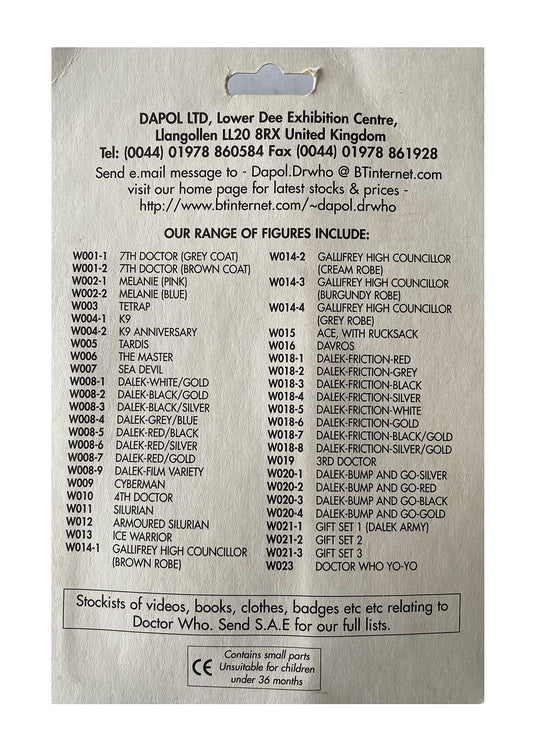 DAPOL LTD, Lower Dee Exhibition Centre,
Llangollen LL20 8RX United Kingdom
Tel: (0044) 01978 860584 Fax (0044) 01978 861928
Send e.mail message to - Dapol.Drwho @ BTinternet.com
visit our home page for latest stocks & prices -
http://www.btinternet.com/~dapol.drwho
OUR RANGE OF FIGURES INCLUDE:
W001-1 7TH DOCTOR (GREY COAT)
W001-2 7TH DOCTOR (BROWN COAT)
W002-1 MELANIE (PINK)
W002-2 MELANIE (BLUE)
W003 TETRAP
W004-1 K9
W004-2 K9 ANNIVERSARY
W005 TARDIS
W006 THE MASTER
W007 SEA DEVIL
W008-1 DALEK-WHITE/GOLD
W008-2 DALEK-BLACK/GOLD
W008-3 DALEK-BLACK/SILVER
W008-4 DALEK-GREY/BLUE
W008-5 DALEK-RED/BLACK
W008-6 DALEK-RED/SILVER
W008-7 DALEK-RED/GOLD
W008-9 DALEK-FILM VARIETY
W009 CYBERMAN
W010 4TH DOCTOR
W011 SILURIAN
W012 ARMOURED SILURIAN
W013 ICE WARRIOR
W014-1 GALLIFREY HIGH COUNCILLOR
(BROWN ROBE)
W014-2 GALLIFREY HIGH COUNCILLOR
(CREAM ROBE)
W014-3 GALLIFREY HIGH COUNCILLOR
(BURGUNDY ROBE)
W014-4 GALLIFREY HIGH COUNCILLOR
(GREY ROBE)
W015 ACE, WITH RUCKSACK
W016 DAVROS
W018-1 DALEK-FRICTION-RED
W018-2 DALEK-FRICTION-GREY
W018-3 DALEK-FRICTION-BLACK
W018-4 DALEK-FRICTION-SILVER
W018-5 DALEK-FRICTION-WHITE
W018-6 DALEK-FRICTION-GOLD
W018-7 DALEK-FRICTION-BLACK/GOLD
W018-8 DALEK-FRICTION-SILVER/GOLD
W019 3RD DOCTOR
W020-1 DALEK-BUMP AND GO-SILVER
W020-2 DALEK-BUMP AND GO-RED
W020-3 DALEK-BUMP AND GO-BLACK
W020-4 DALEK-BUMP AND GO-GOLD
W021-1 GIFT SET 1 (DALEK ARMY)
W021-2 GIFT SET 2
W021-3 GIFT SET 3
W023 DOCTOR WHO YO-YO
Stockists of videos, books, clothes, badges etc etc relating to
Doctor Who. Send S.A.E for our full lists.
CE
Contains small parts
Unsuitable for children
under 36 months